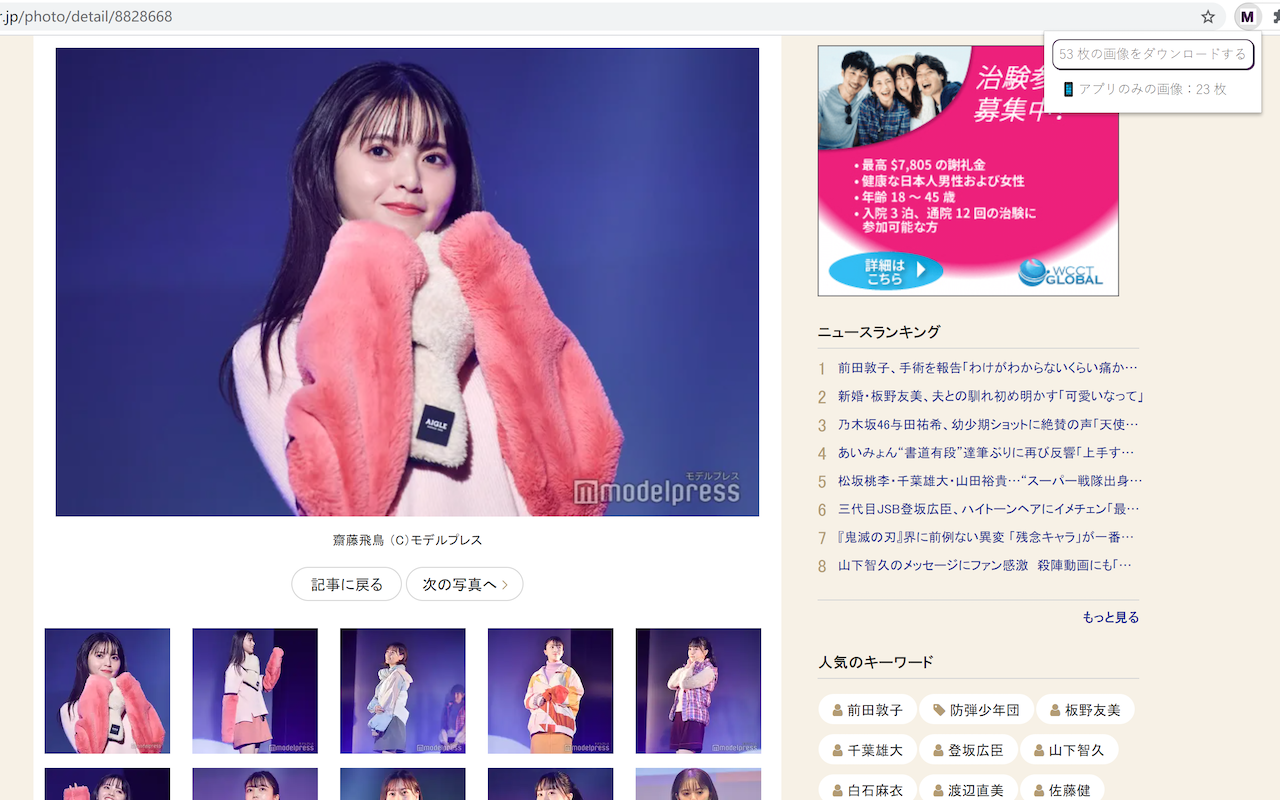 r.jp/photo/detail/8828668
M
53 枚の画像をダウンロードする
アプリのみの画像：23 枚
AIGLE
モデルプレス
modelpress
齋藤飛鳥 （C）モデルプレス
記事に戻る
次の写真へ
modelpress
modelpress
modelpress
modelpress
modelpress
治験参
募集中！
• 最高 $7,805 の謝礼金
• 健康な日本人男性および女性
• 年齢 18 ～ 45 歳
• 入院 3 泊、通院 12 回の治験に
参加可能な方
詳細は
こちら
WCCT
GLOBAL
ニュースランキング
1 前田敦子、手術を報告「わけがわからないくらい痛か…
2 新婚・板野友美、夫との馴れ初め明かす「可愛いなって」
3 乃木坂46与田祐希、幼少期ショットに絶賛の声「天使…
4 あいみょん“書道有段”達筆ぶりに再び反響「上手す…
5 松坂桃李・千葉雄大・山田裕貴…“スーパー戦隊出身…
6 三代目JSB登坂広臣、ハイトーンヘアにイメチェン「最…
7 『鬼滅の刃』界に前例ない異変 「残念キャラ」が一番…
8 山下智久のメッセージにファン感激 殺陣動画にも「…
もっと見る
人気のキーワード
前田敦子
防弾少年団
板野友美
千葉雄大
登坂広臣
山下智久
白石麻衣
渡辺直美
佐藤健